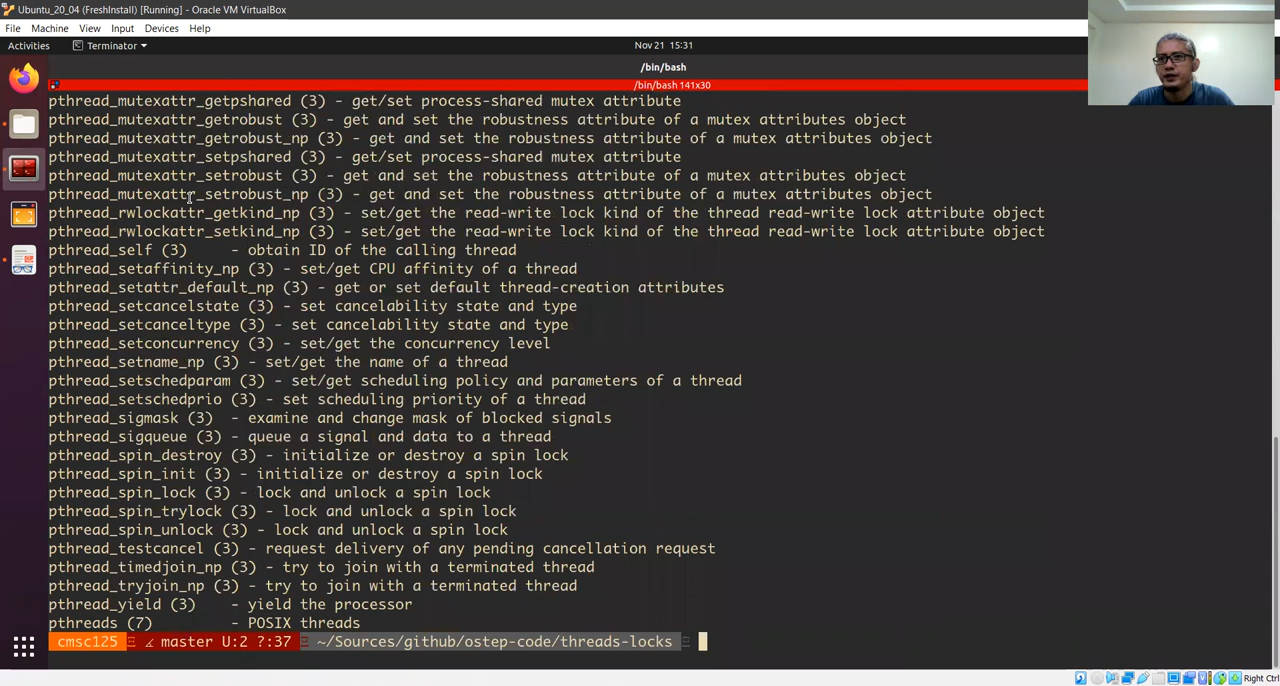 Ubuntu_20_04 (FreshInstall) [Running] - Oracle VM VirtualBox
File Machine View Input Devices Help
Activities Terminator Nov 21 15:31
/bin/bash
/bin/bash 141x30
pthread_mutexattr_getpshared (3) - get/set process-shared mutex attribute
pthread_mutexattr_getrobust (3) - get and set the robustness attribute of a mutex attributes object
pthread_mutexattr_getrobust_np (3) - get and set the robustness attribute of a mutex attributes object
pthread_mutexattr_setpshared (3) - get/set process-shared mutex attribute
pthread_mutexattr_setrobust (3) - get and set the robustness attribute of a mutex attributes object
pthread_mutexattr_setrobust_np (3) - get and set the robustness attribute of a mutex attributes object
pthread_rwlockattr_getkind_np (3) - set/get the read-write lock kind of the thread read-write lock attribute object
pthread_rwlockattr_setkind_np (3) - set/get the read-write lock kind of the thread read-write lock attribute object
pthread_self (3) - obtain ID of the calling thread
pthread_setaffinity_np (3) - set/get CPU affinity of a thread
pthread_setattr_default_np (3) - get or set default thread-creation attributes
pthread_setcancelstate (3) - set cancelability state and type
pthread_setcanceltype (3) - set cancelability state and type
pthread_setconcurrency (3) - set/get the concurrency level
pthread_setname_np (3) - set/get the name of a thread
pthread_setschedparam (3) - set/get scheduling policy and parameters of a thread
pthread_setschedprio (3) - set scheduling priority of a thread
pthread_sigmask (3) - examine and change mask of blocked signals
pthread_sigqueue (3) - queue a signal and data to a thread
pthread_spin_destroy (3) - initialize or destroy a spin lock
pthread_spin_init (3) - initialize or destroy a spin lock
pthread_spin_lock (3) - lock and unlock a spin lock
pthread_spin_trylock (3) - lock and unlock a spin lock
pthread_spin_unlock (3) - lock and unlock a spin lock
pthread_testcancel (3) - request delivery of any pending cancellation request
pthread_timedjoin_np (3) - try to join with a terminated thread
pthread_tryjoin_np (3) - try to join with a terminated thread
pthread_yield (3) - yield the processor
pthreads (7) - POSIX threads
cmsc125 master U:2 ?:37 ~/Sources/github/ostep-code/threads-locks
Right Ctrl